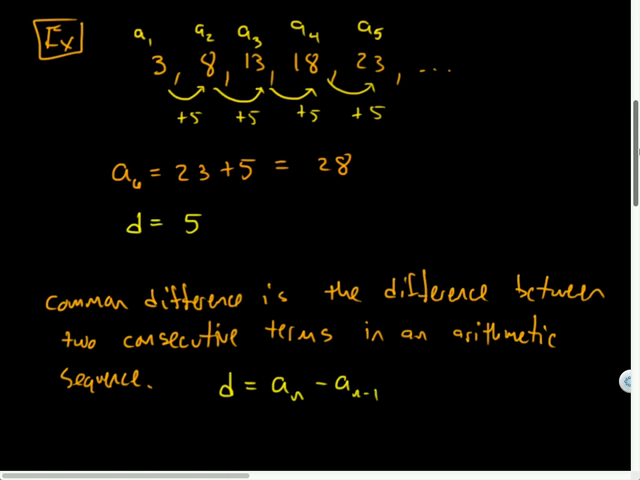 Ex
a1 a2 a3 a4 a5
3, 8, 13, 18, 23, ...
+5 +5 +5 +5
a6 = 23 + 5 = 28
d = 5
common difference is the difference between
two consecutive terms in an arithmetic
sequence. d = an - an-1